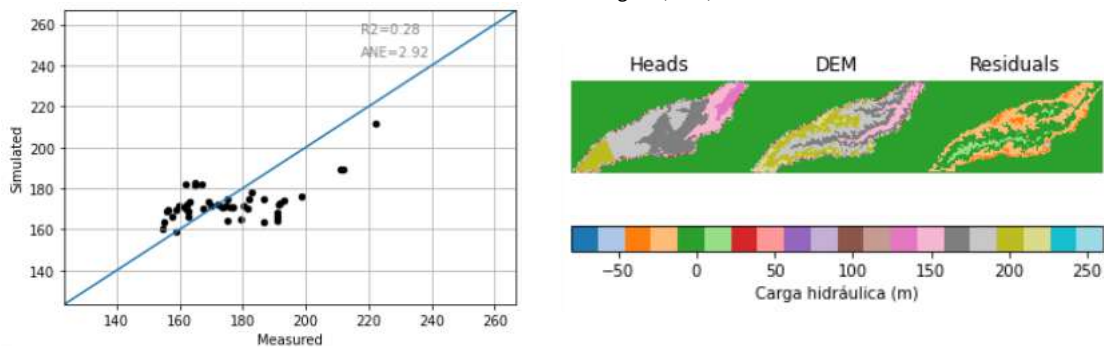 R2=0.28
ANE=2.92
260
240
220
200
180
160
140
Simulated
140 160 180 200 220 240 260
Measured
Heads DEM Residuals
−50 0 50 100 150 200 250
Carga hidráulica (m)